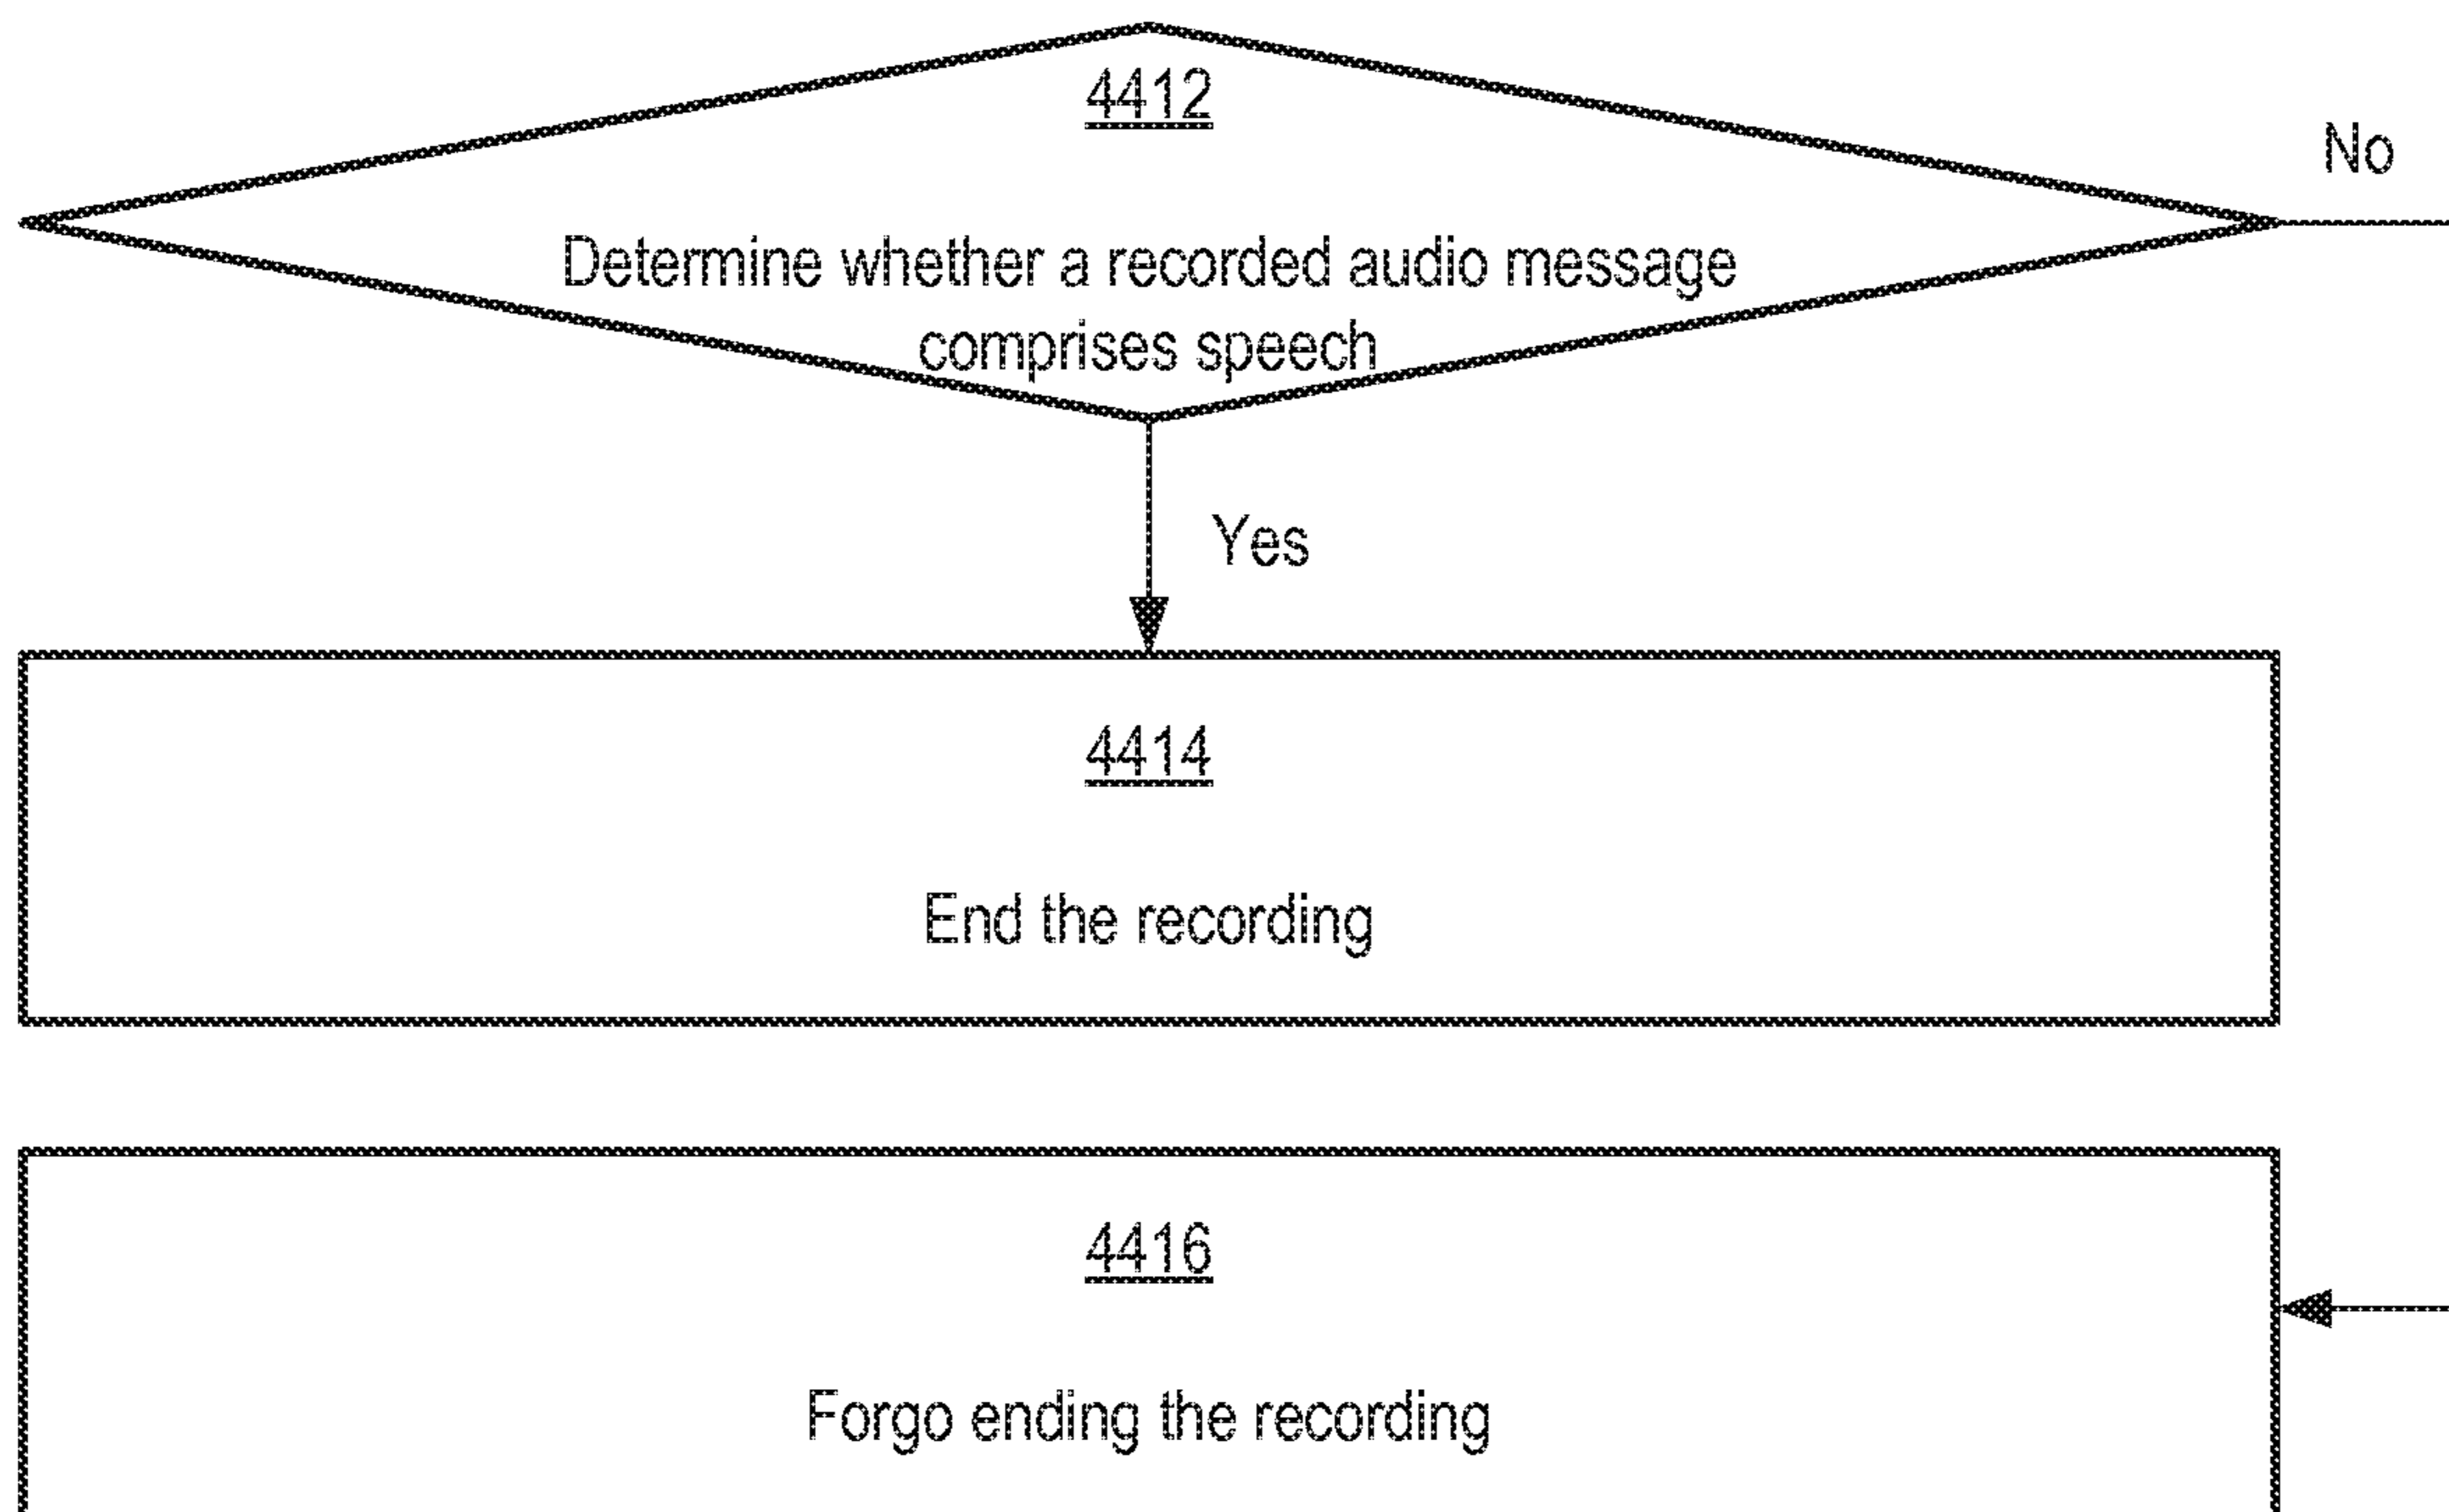 4412
No
Determine whether a recorded audio message
comprises speech
Yes
4414
End the recording
4416
Forgo ending the recording